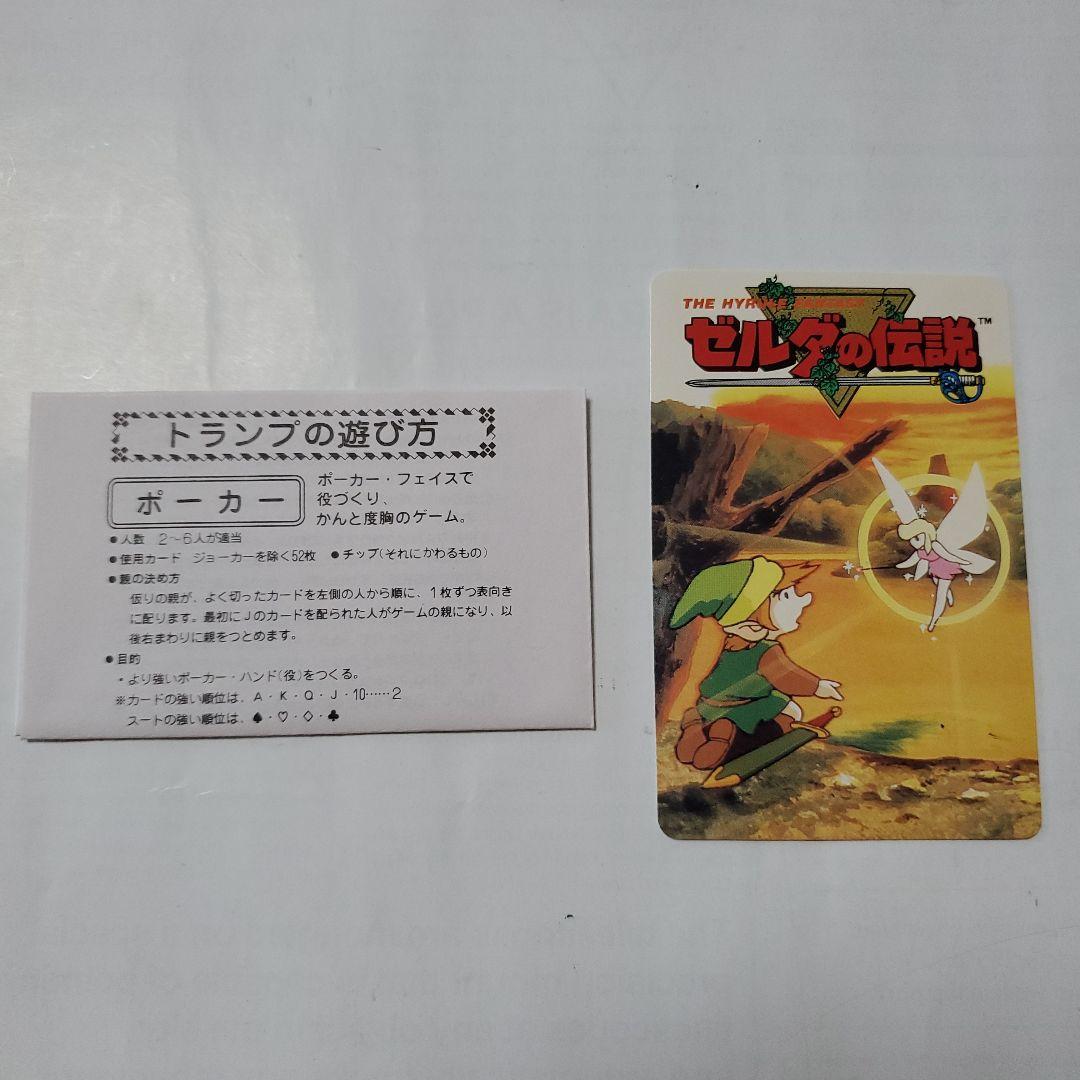 トランプの遊び方
ポーカー
ポーカー・フェイスで
役づくり、
かんと度胸のゲーム。
●人数 2〜6人が適当
●使用カード ジョーカーを除く52枚 ●チップ(それにかわるもの)
●親の決め方
仮りの親が、よく切ったカードを左側の人から順に、1枚ずつ表向き
に配ります。最初にJのカードを配られた人がゲームの親になり、以
後右まわりに親をつとめます。
●目的
・より強いポーカー・ハンド(役)をつくる。
※カードの強い順位は、A・K・Q・J・10……2
スートの強い順位は、♠・♡・◇・♣
THE HYRULE FANTASY
ゼルダの伝説™